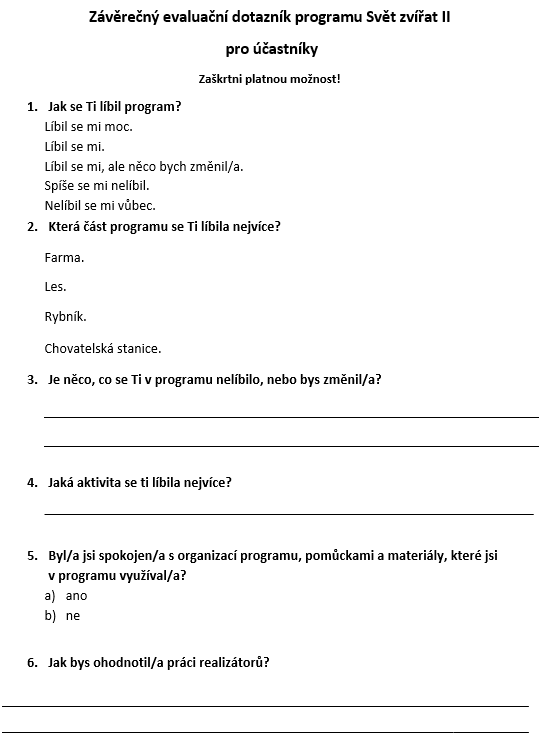 Závěrečný evaluační dotazník programu Svět zvířat II
pro účastníky
Zaškrtni platnou možnost!
1. Jak se Ti líbil program?
Líbil se mi moc.
Líbil se mi.
Líbil se mi, ale něco bych změnil/a.
Spíše se mi nelíbil.
Nelíbil se mi vůbec.
2. Která část programu se Ti líbila nejvíce?
Farma.
Les.
Rybník.
Chovatelská stanice.
3. Je něco, co se Ti v programu nelíbilo, nebo bys změnil/a?
4. Jaká aktivita se ti líbila nejvíce?
5. Byl/a jsi spokojen/a s organizací programu, pomůckami a materiály, které jsi
v programu využíval/a?
a) ano
b) ne
6. Jak bys ohodnotil/a práci realizátorů?